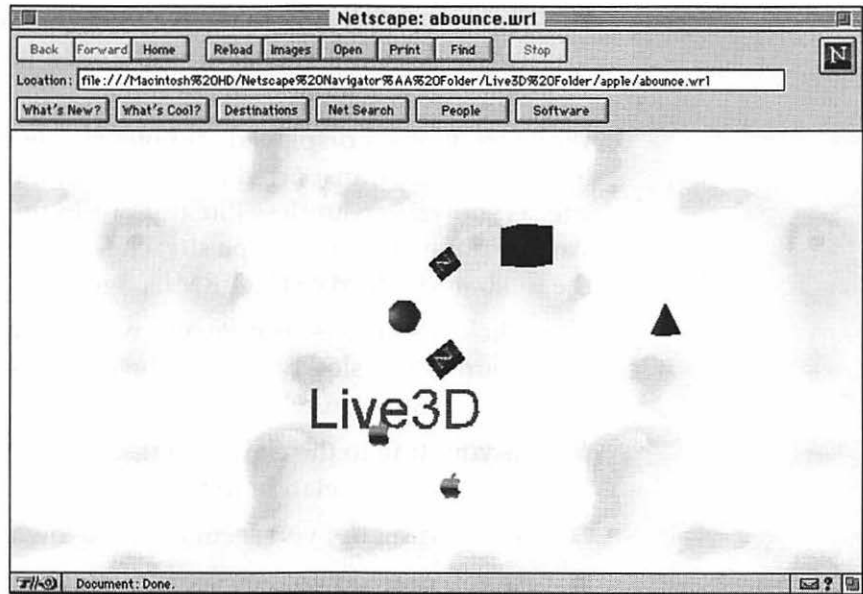 Netscape: abounce.wrl
Back Forward Home Reload Images Open Print Find Stop
N
Location: file:///Macintosh%20HD/Netscape%20Navigator%AA%20Folder/Live3D%20Folder/apple/abounce.wrl
What's New? What's Cool? Destinations Net Search People Software
N
N
Live3D
Document: Done.
?